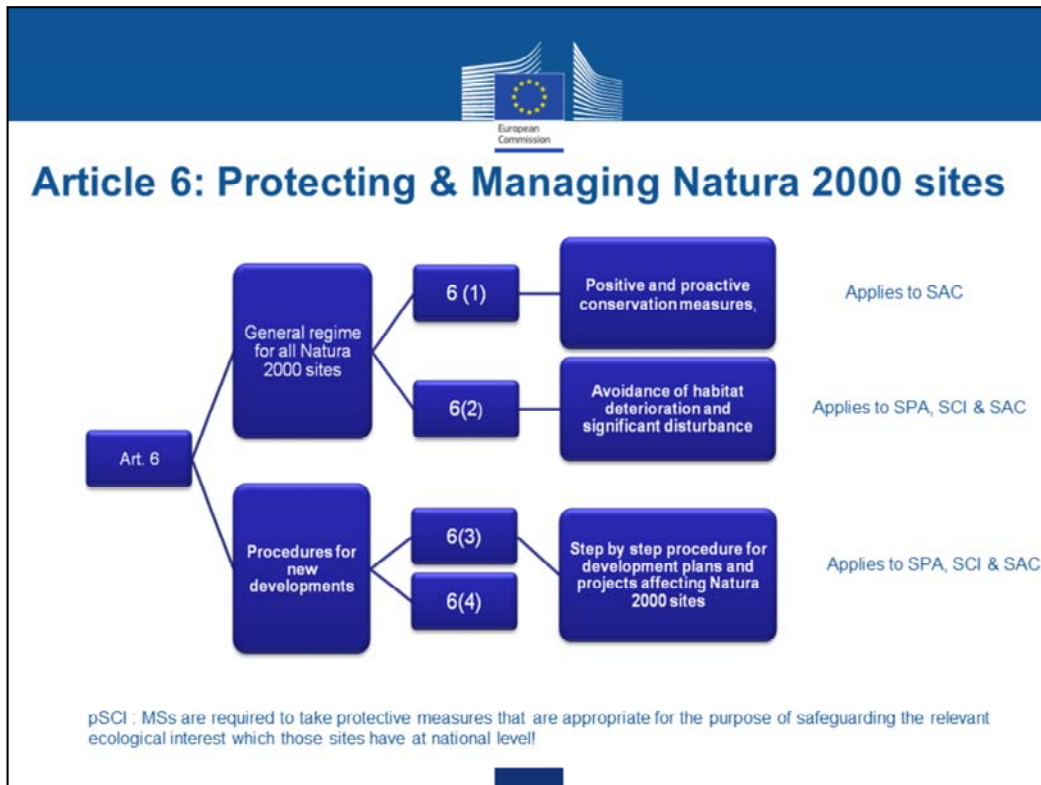 European
Commission
Article 6: Protecting & Managing Natura 2000 sites
Art. 6
General regime
for all Natura
2000 sites
6 (1)
Positive and proactive
conservation measures,
Applies to SAC
6(2)
Avoidance of habitat
deterioration and
significant disturbance
Applies to SPA, SCI & SAC
Procedures for
new
developments
6(3)
6(4)
Step by step procedure for
development plans and
projects affecting Natura
2000 sites
Applies to SPA, SCI & SAC
pSCI : MSs are required to take protective measures that are appropriate for the purpose of safeguarding the relevant
ecological interest which those sites have at national level!